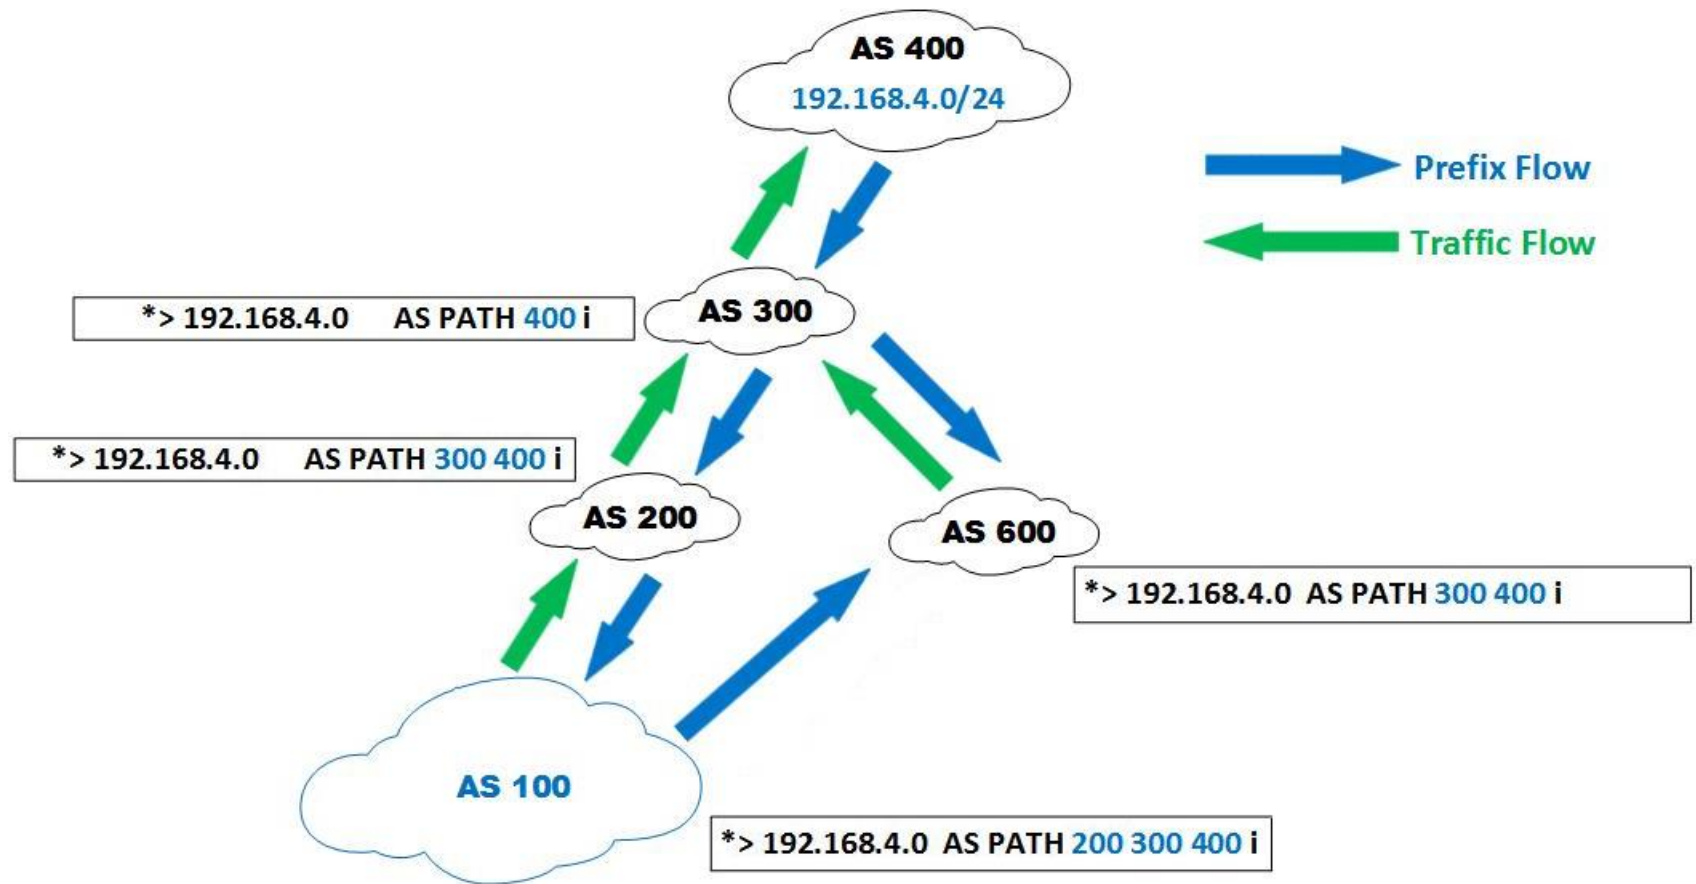 AS 400
192.168.4.0/24
Prefix Flow
Traffic Flow
*> 192.168.4.0 AS PATH 400 i
AS 300
*> 192.168.4.0 AS PATH 300 400 i
AS 200
AS 600
*> 192.168.4.0 AS PATH 300 400 i
AS 100
*> 192.168.4.0 AS PATH 200 300 400 i